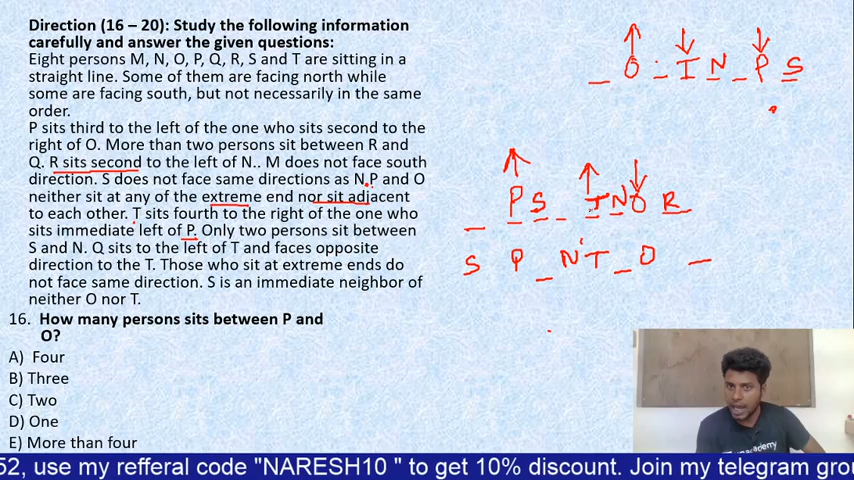 Direction (16 – 20): Study the following information
carefully and answer the given questions:
Eight persons M, N, O, P, Q, R, S and T are sitting in a
straight line. Some of them are facing north while
some are facing south, but not necessarily in the same
order.
P sits third to the left of the one who sits second to the
right of O. More than two persons sit between R and
Q. R sits second to the left of N.. M does not face south
direction. S does not face same directions as N.P and O
neither sit at any of the extreme end nor sit adjacent
to each other. T sits fourth to the right of the one who
sits immediate left of P. Only two persons sit between
S and N. Q sits to the left of T and faces opposite
direction to the T. Those who sit at extreme ends do
not face same direction. S is an immediate neighbor of
neither O nor T.
16. How many persons sits between P and
O?
A) Four
B) Three
C) Two
D) One
E) More than four
_ O _ T N _ P S
_ P S _ T N O R
S P _ N T _ O _
52, use my refferal code "NARESH10 " to get 10% discount. Join my telegram grou